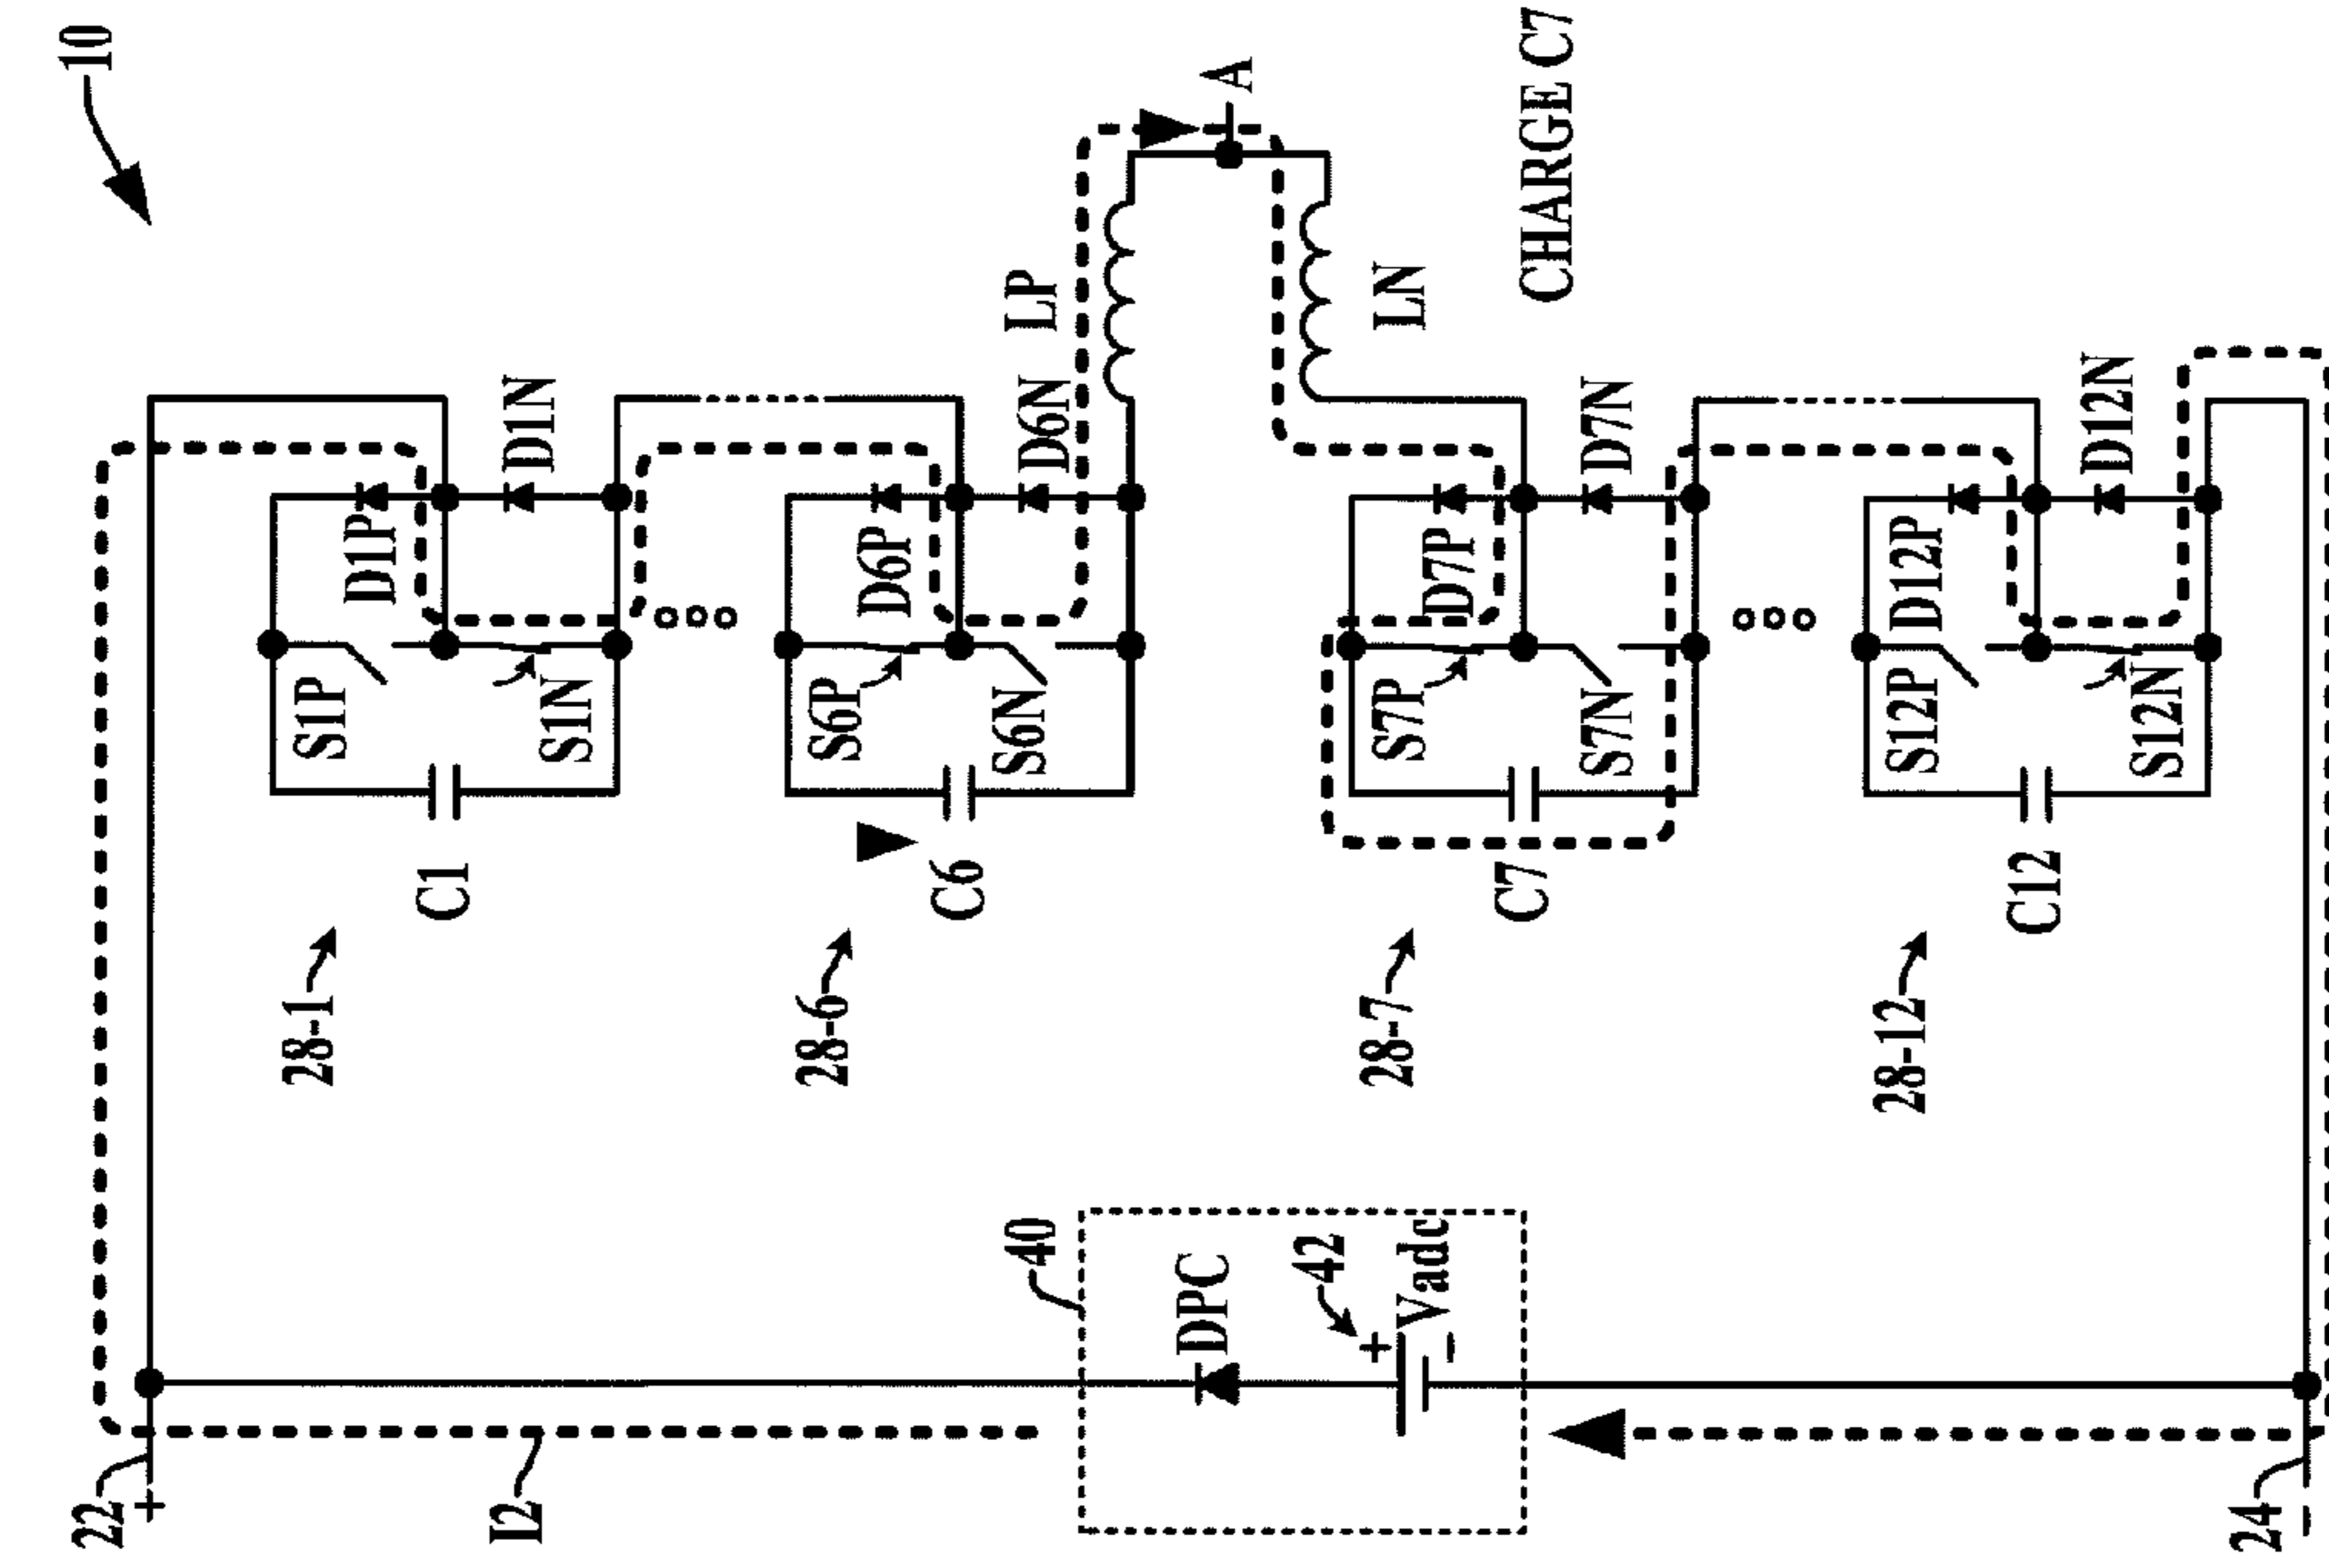 10
22
+
I2
28-1
C1
S1P
S1N
D1P
D1N
28-6
C6
S6P
S6N
D6P
D6N
LP
A
LN
40
DPC
42
+
Vadc
–
28-7
C7
S7P
S7N
D7P
D7N
CHARGE C7
28-12
C12
S12P
S12N
D12P
D12N
24
–